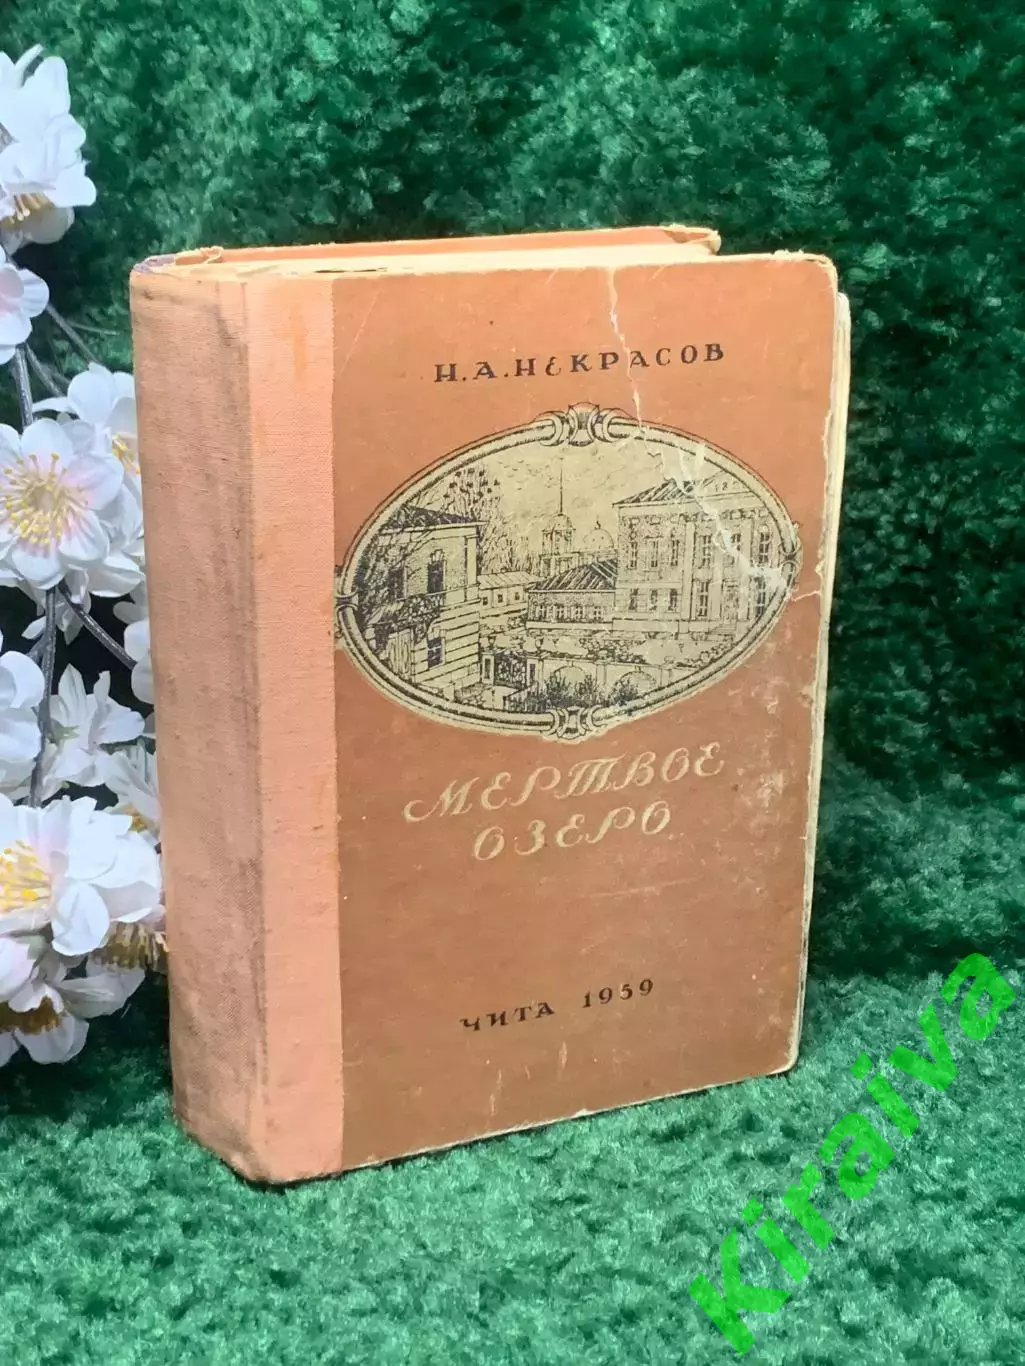 Н.А.НЕКРАСОВ
МЕРТВОЕ
ОЗЕРО
ЧИТА 1959
Kiraiva